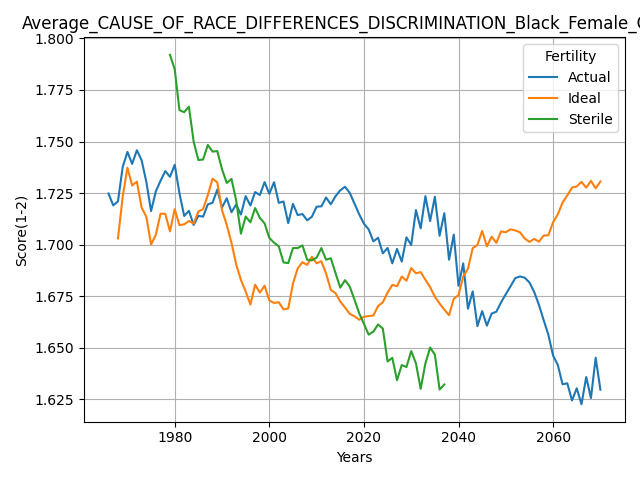 Average_CAUSE_OF_RACE_DIFFERENCES_DISCRIMINATION_Black_Female_
Fertility
Actual
Ideal
Sterile
Score(1-2)
1.800
1.775
1.750
1.725
1.700
1.675
1.650
1.625
1980
2000
2020
2040
2060
Years